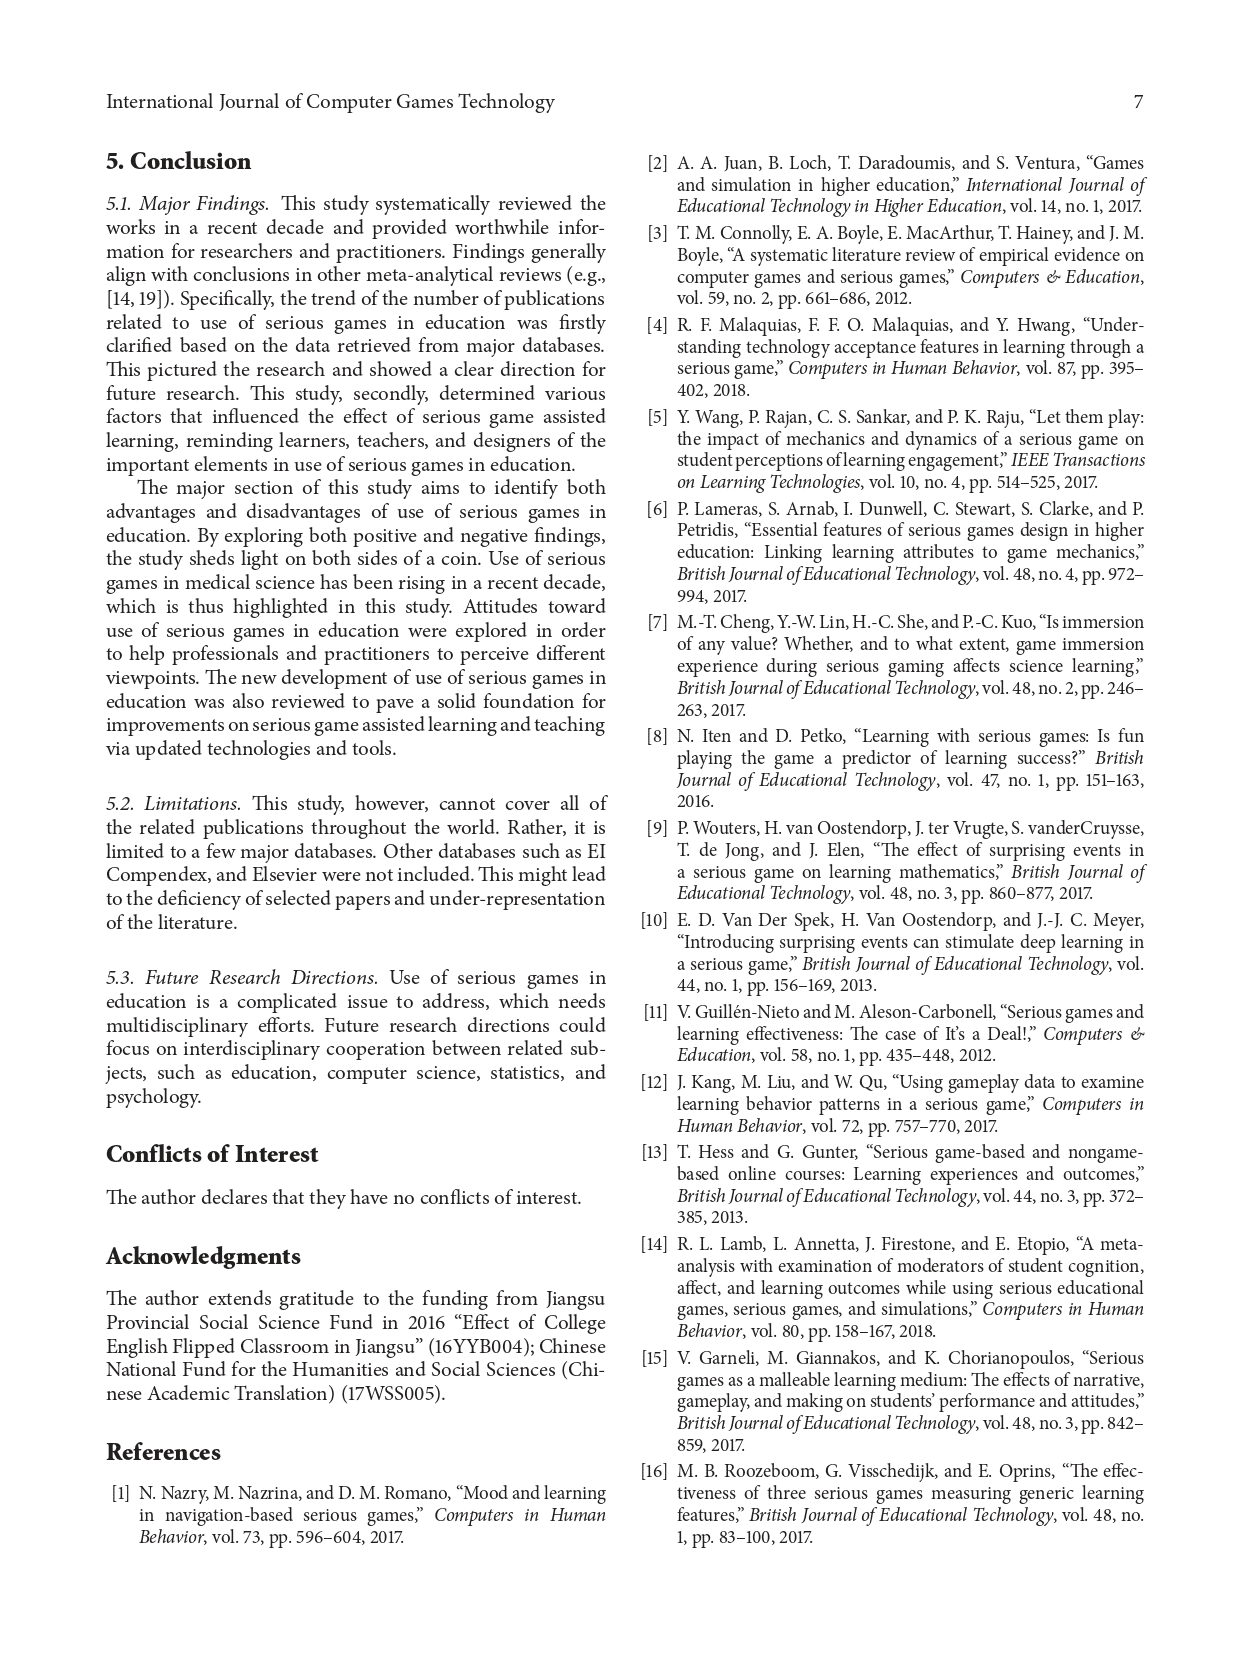 International Journal of Computer Games Technology
7
5. Conclusion
5.1. Major Findings. This study systematically reviewed the
works in a recent decade and provided worthwhile infor-
mation for researchers and practitioners. Findings generally
align with conclusions in other meta-analytical reviews (e.g.,
[14, 19]). Specifically, the trend of the number of publications
related to use of serious games in education was firstly
clarified based on the data retrieved from major databases.
This pictured the research and showed a clear direction for
future research. This study, secondly, determined various
factors that influenced the effect of serious game assisted
learning, reminding learners, teachers, and designers of the
important elements in use of serious games in education.
The major section of this study aims to identify both
advantages and disadvantages of use of serious games in
education. By exploring both positive and negative findings,
the study sheds light on both sides of a coin. Use of serious
games in medical science has been rising in a recent decade,
which is thus highlighted in this study. Attitudes toward
use of serious games in education were explored in order
to help professionals and practitioners to perceive different
viewpoints. The new development of use of serious games in
education was also reviewed to pave a solid foundation for
improvements on serious game assisted learning and teaching
via updated technologies and tools.
5.2. Limitations. This study, however, cannot cover all of
the related publications throughout the world. Rather, it is
limited to a few major databases. Other databases such as EI
Compendex, and Elsevier were not included. This might lead
to the deficiency of selected papers and under-representation
of the literature.
5.3. Future Research Directions. Use of serious games in
education is a complicated issue to address, which needs
multidisciplinary efforts. Future research directions could
focus on interdisciplinary cooperation between related sub-
jects, such as education, computer science, statistics, and
psychology.
Conflicts of Interest
The author declares that they have no conflicts of interest.
Acknowledgments
The author extends gratitude to the funding from Jiangsu
Provincial Social Science Fund in 2016 “Effect of College
English Flipped Classroom in Jiangsu” (16YYB004); Chinese
National Fund for the Humanities and Social Sciences (Chi-
nese Academic Translation) (17WSS005).
References
[1] N. Nazry, M. Nazrina, and D. M. Romano, “Mood and learning
in navigation-based serious games,” Computers in Human
Behavior, vol. 73, pp. 596–604, 2017.
[2] A. A. Juan, B. Loch, T. Daradoumis, and S. Ventura, “Games
and simulation in higher education,” International Journal of
Educational Technology in Higher Education, vol. 14, no. 1, 2017.
[3] T. M. Connolly, E. A. Boyle, E. MacArthur, T. Hainey, and J. M.
Boyle, “A systematic literature review of empirical evidence on
computer games and serious games,” Computers & Education,
vol. 59, no. 2, pp. 661–686, 2012.
[4] R. F. Malaquias, F. F. O. Malaquias, and Y. Hwang, “Under-
standing technology acceptance features in learning through a
serious game,” Computers in Human Behavior, vol. 87, pp. 395–
402, 2018.
[5] Y. Wang, P. Rajan, C. S. Sankar, and P. K. Raju, “Let them play:
the impact of mechanics and dynamics of a serious game on
student perceptions of learning engagement,” IEEE Transactions
on Learning Technologies, vol. 10, no. 4, pp. 514–525, 2017.
[6] P. Lameras, S. Arnab, I. Dunwell, C. Stewart, S. Clarke, and P.
Petridis, “Essential features of serious games design in higher
education: Linking learning attributes to game mechanics,”
British Journal of Educational Technology, vol. 48, no. 4, pp. 972–
994, 2017.
[7] M.-T. Cheng, Y.-W. Lin, H.-C. She, and P.-C. Kuo, “Is immersion
of any value? Whether, and to what extent, game immersion
experience during serious gaming affects science learning,”
British Journal of Educational Technology, vol. 48, no. 2, pp. 246–
263, 2017.
[8] N. Iten and D. Petko, “Learning with serious games: Is fun
playing the game a predictor of learning success?” British
Journal of Educational Technology, vol. 47, no. 1, pp. 151–163,
2016.
[9] P. Wouters, H. van Oostendorp, J. ter Vrugte, S. vanderCruysse,
T. de Jong, and J. Elen, “The effect of surprising events in
a serious game on learning mathematics,” British Journal of
Educational Technology, vol. 48, no. 3, pp. 860–877, 2017.
[10] E. D. Van Der Spek, H. Van Oostendorp, and J.-J. C. Meyer,
“Introducing surprising events can stimulate deep learning in
a serious game,” British Journal of Educational Technology, vol.
44, no. 1, pp. 156–169, 2013.
[11] V. Guillén-Nieto and M. Aleson-Carbonell, “Serious games and
learning effectiveness: The case of It’s a Deal!,” Computers &
Education, vol. 58, no. 1, pp. 435–448, 2012.
[12] J. Kang, M. Liu, and W. Qu, “Using gameplay data to examine
learning behavior patterns in a serious game,” Computers in
Human Behavior, vol. 72, pp. 757–770, 2017.
[13] T. Hess and G. Gunter, “Serious game-based and nongame-
based online courses: Learning experiences and outcomes,”
British Journal of Educational Technology, vol. 44, no. 3, pp. 372–
385, 2013.
[14] R. L. Lamb, L. Annetta, J. Firestone, and E. Etopio, “A meta-
analysis with examination of moderators of student cognition,
affect, and learning outcomes while using serious educational
games, serious games, and simulations,” Computers in Human
Behavior, vol. 80, pp. 158–167, 2018.
[15] V. Garneli, M. Giannakos, and K. Chorianopoulos, “Serious
games as a malleable learning medium: The effects of narrative,
gameplay, and making on students’ performance and attitudes,”
British Journal of Educational Technology, vol. 48, no. 3, pp. 842–
859, 2017.
[16] M. B. Roozeboom, G. Visschedijk, and E. Oprins, “The effec-
tiveness of three serious games measuring generic learning
features,” British Journal of Educational Technology, vol. 48, no.
1, pp. 83–100, 2017.